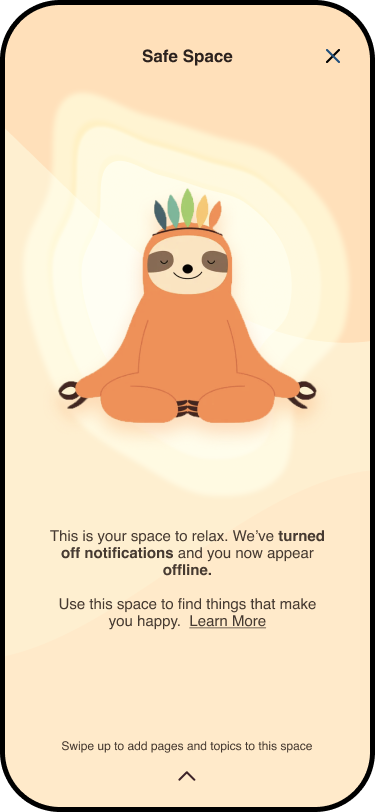 Safe Space
This is your space to relax. We’ve turned
off notifications and you now appear
offline.
Use this space to find things that make
you happy. Learn More
Swipe up to add pages and topics to this space